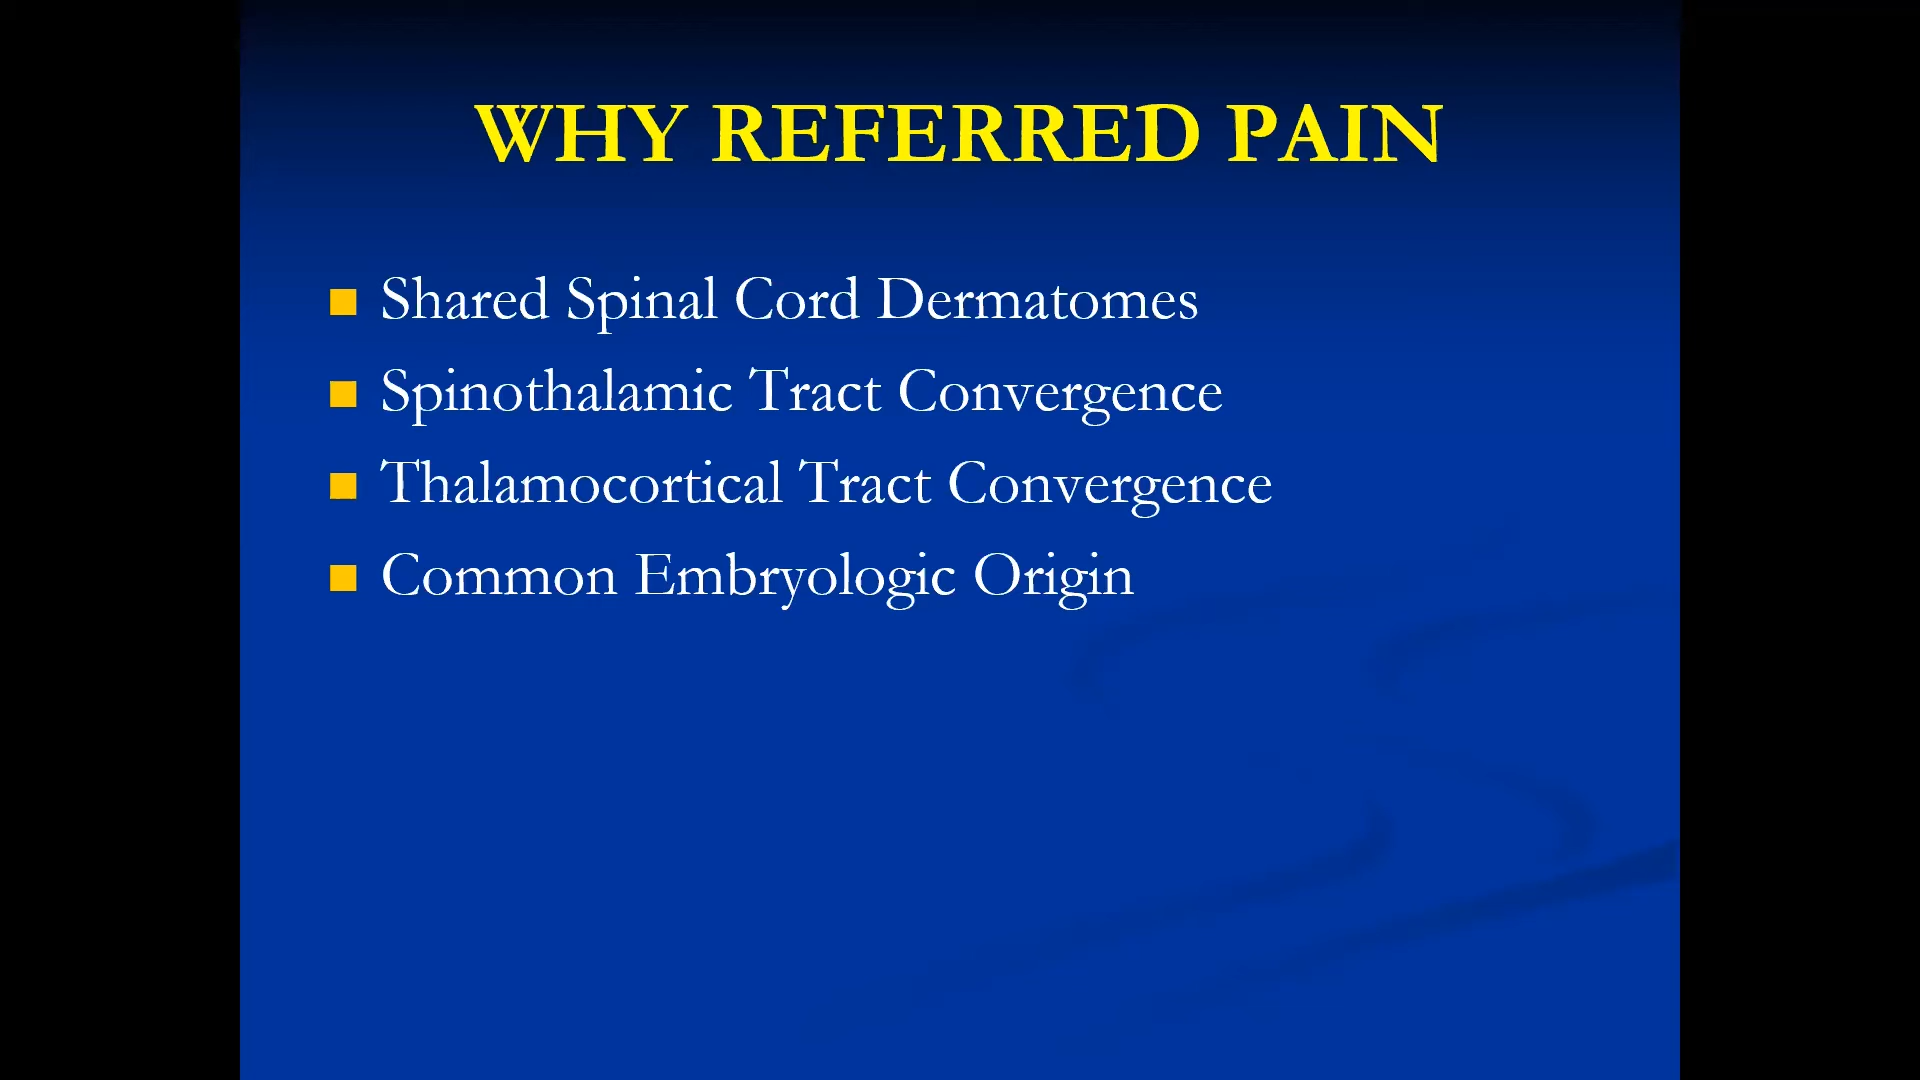 WHY REFERRED PAIN
Shared Spinal Cord Dermatomes
Spinothalamic Tract Convergence
Thalamocortical Tract Convergence
Common Embryologic Origin